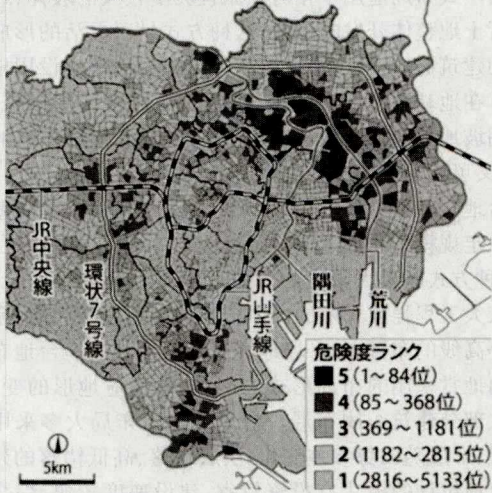 JR中央線
環状7号線
JR山手線
隅田川
荒川
危険度ランク
5 (1~84位)
4 (85~368位)
3 (369~1181位)
2 (1182~2815位)
1 (2816~5133位)
5km